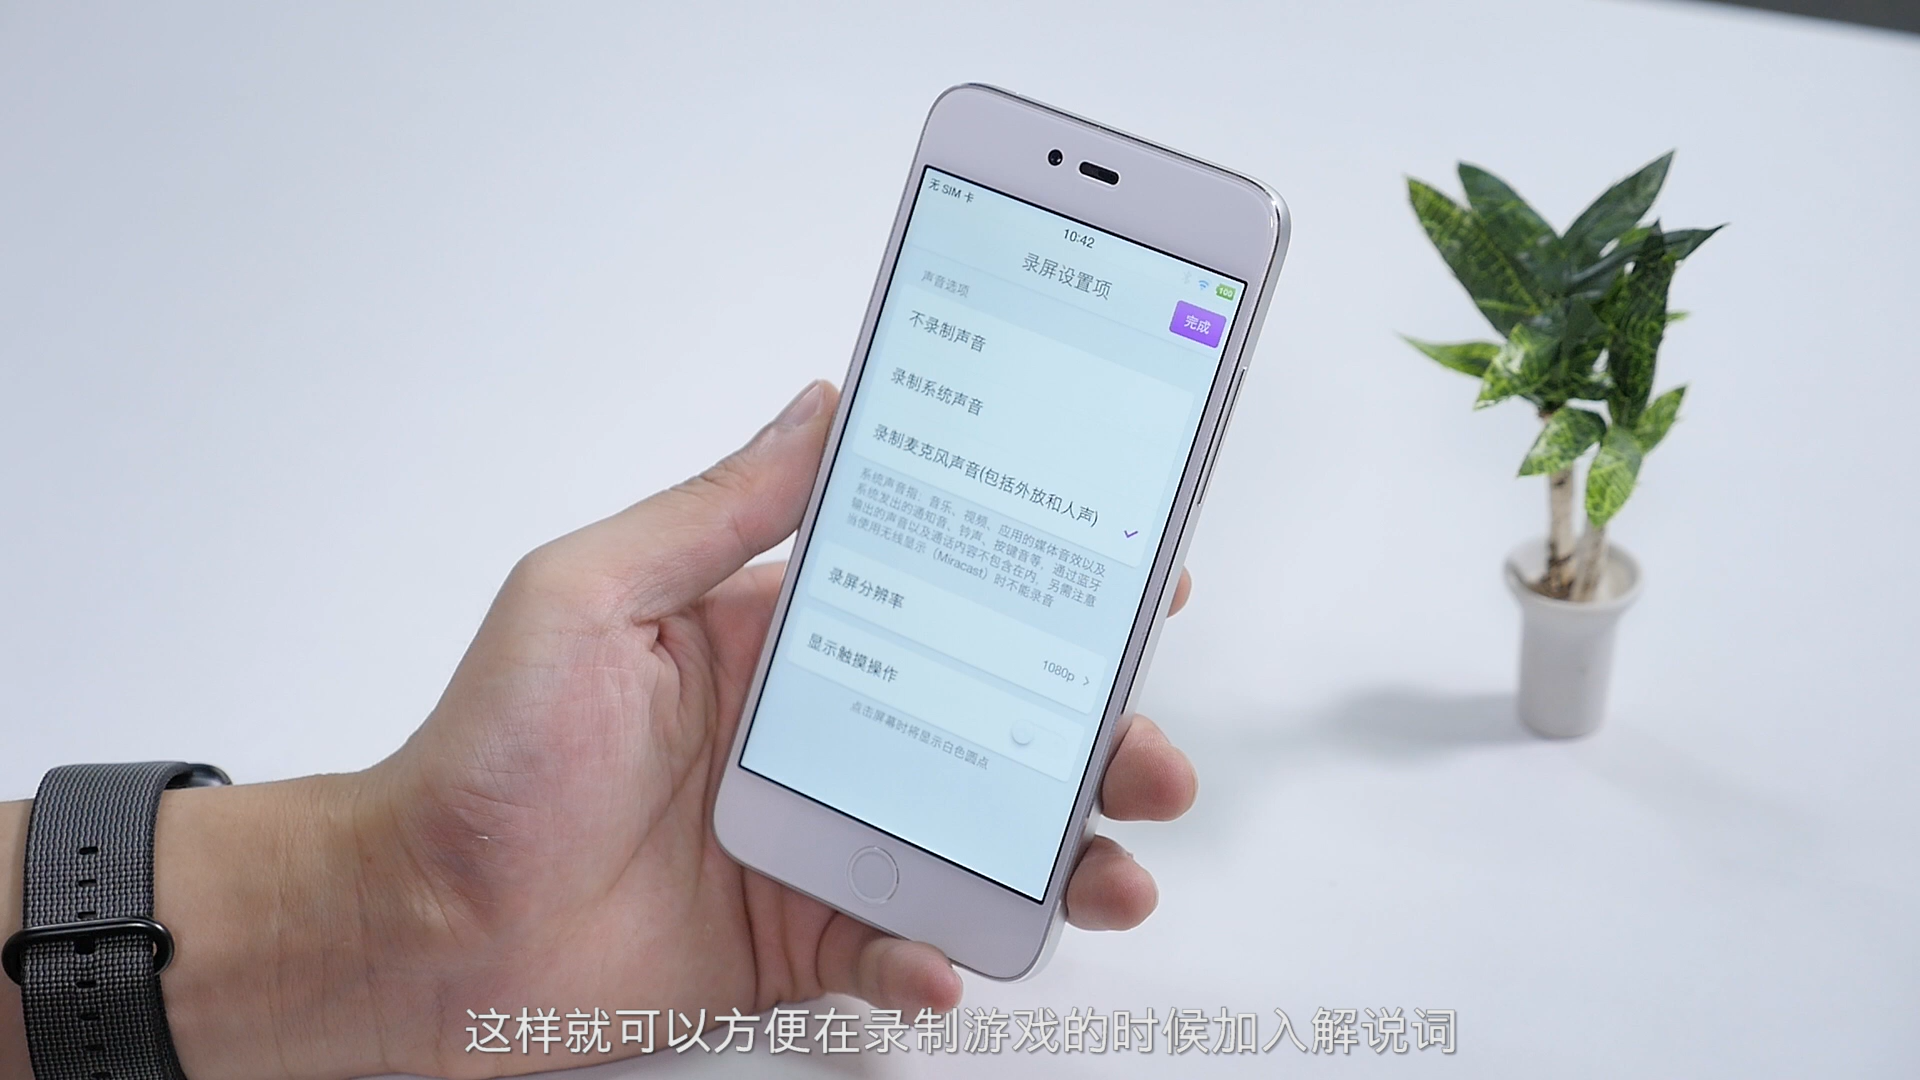 无 SIM 卡
10:42
100
录屏设置项
完成
声音选项
不录制声音
录制系统声音
录制麦克风声音(包括外放和人声)
系统声音指：音乐、视频、应用的媒体音效以及
系统发出的通知音、铃声、按键音等，通过蓝牙
输出的声音以及通话内容不包含在内，另需注意
当使用无线显示（Miracast）时不能录音
录屏分辨率
1080p
显示触摸操作
点击屏幕时将显示白色圆点
这样就可以方便在录制游戏的时候加入解说词